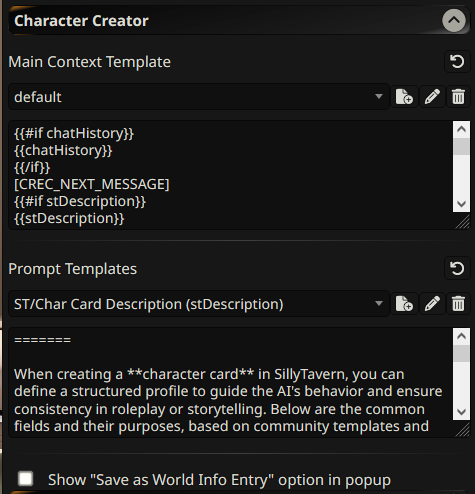 Character Creator
Main Context Template
default
{{#if chatHistory}}
{{chatHistory}}
{{/if}}
[CREC_NEXT_MESSAGE]
{{#if stDescription}}
{{stDescription}}
Prompt Templates
ST/Char Card Description (stDescription)
=======
When creating a **character card** in SillyTavern, you can
define a structured profile to guide the AI's behavior and ensure
consistency in roleplay or storytelling. Below are the common
fields and their purposes, based on community templates and
Show "Save as World Info Entry" option in popup